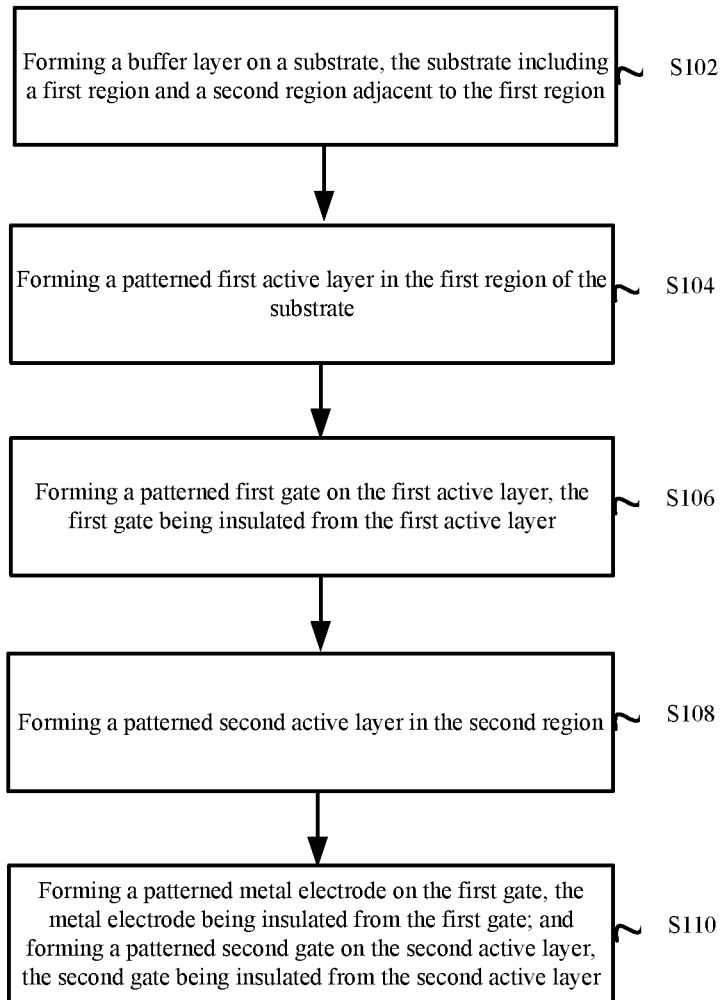 Forming a buffer layer on a substrate, the substrate including
a first region and a second region adjacent to the first region
S102
Forming a patterned first active layer in the first region of the
substrate
S104
Forming a patterned first gate on the first active layer, the
first gate being insulated from the first active layer
S106
Forming a patterned second active layer in the second region
S108
Forming a patterned metal electrode on the first gate, the
metal electrode being insulated from the first gate; and
forming a patterned second gate on the second active layer,
the second gate being insulated from the second active layer
S110